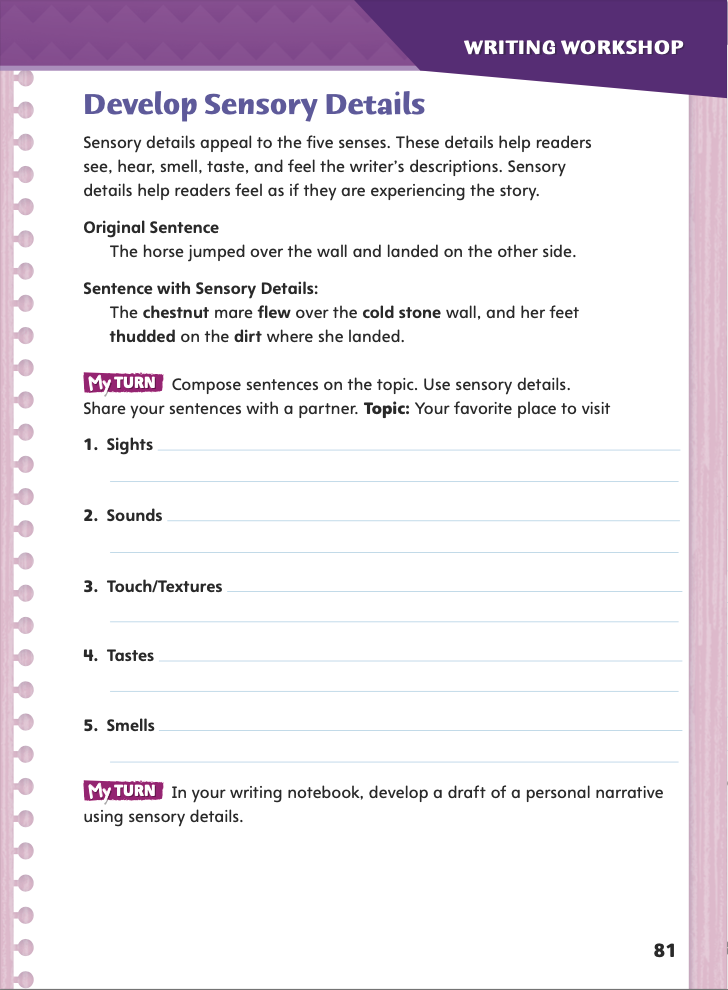 WRITING WORKSHOP
Develop Sensory Details
Sensory details appeal to the five senses. These details help readers
see, hear, smell, taste, and feel the writer's descriptions. Sensory
details help readers feel as if they are experiencing the story.
Original Sentence
The horse jumped over the wall and landed on the other side.
Sentence with Sensory Details:
The chestnut mare flew over the cold stone wall, and her feet
thudded on the dirt where she landed.
My TURN Compose sentences on the topic. Use sensory details.
Share your sentences with a partner. Topic: Your favorite place to visit
1. Sights
2. Sounds
3. Touch/Textures
4. Tastes
5. Smells
My TURN In your writing notebook, develop a draft of a personal narrative
using sensory details.
81